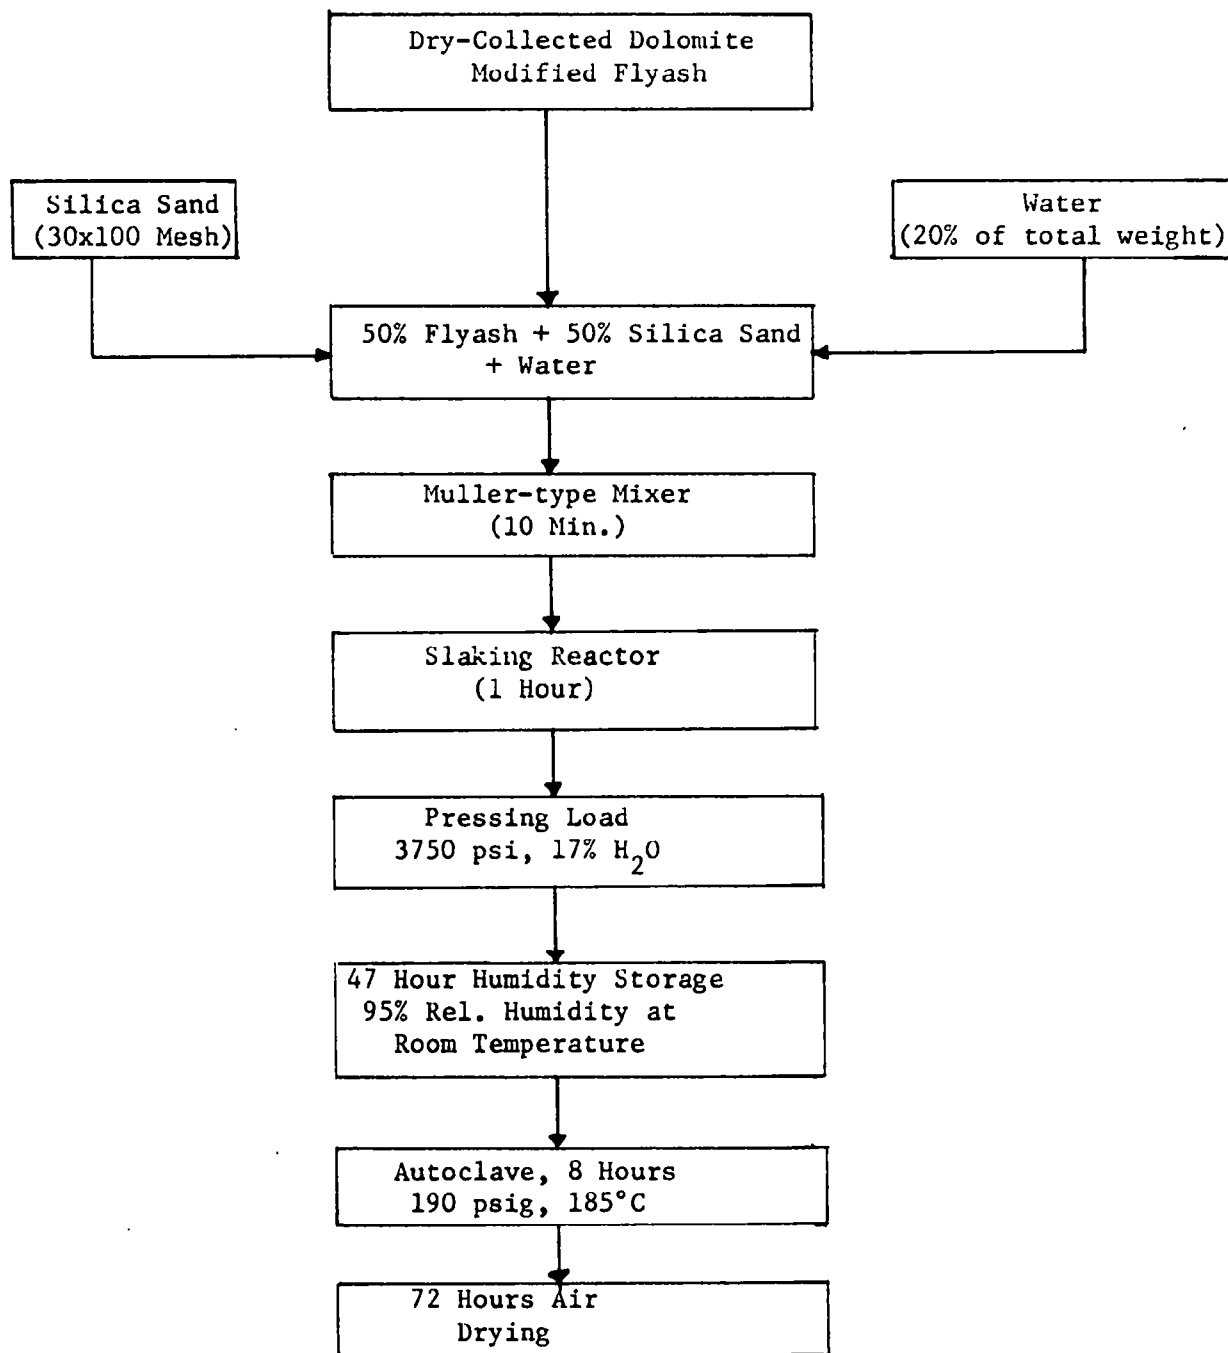 Dry-Collected Dolomite
Modified Flyash
Silica Sand
(30x100 Mesh)
Water
(20% of total weight)
50% Flyash + 50% Silica Sand
+ Water
Muller-type Mixer
(10 Min.)
Slaking Reactor
(1 Hour)
Pressing Load
3750 psi, 17% H₂O
47 Hour Humidity Storage
95% Rel. Humidity at
Room Temperature
Autoclave, 8 Hours
190 psig, 185°C
72 Hours Air
Drying